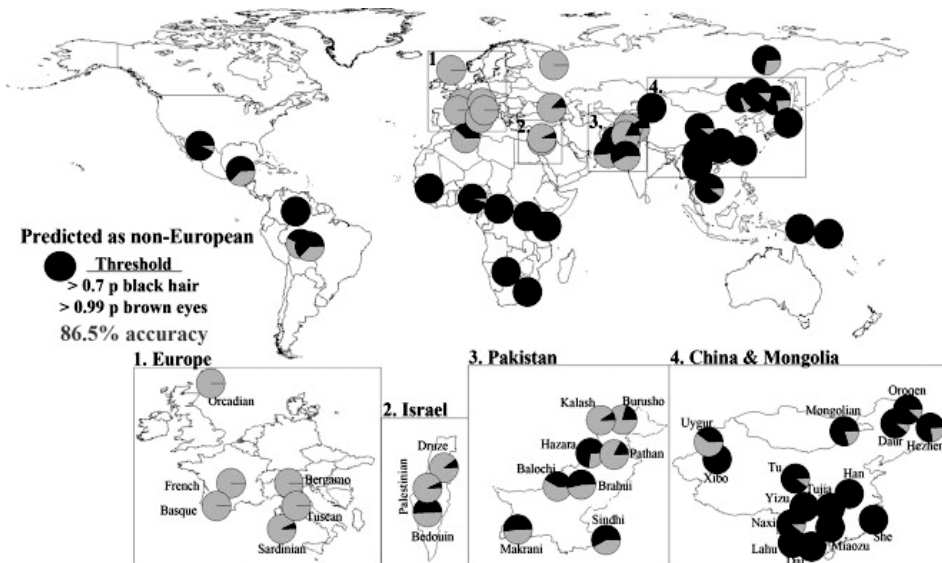 1.
2.
3.
4.
Predicted as non-European
Threshold
> 0.7 p black hair
> 0.99 p brown eyes
86.5% accuracy
1. Europe
Orcadian
French
Bergamo
Basque
Tuscan
Sardinian
2. Israel
Druze
Palestinian
Bedouin
3. Pakistan
Kalash
Burusho
Hazara
Pathan
Balochi
Brahui
Makrani
Sindhi
4. China & Mongolia
Oroqen
Mongolian
Uygur
Daur
Hezhen
Xibo
Tu
Han
Yizu
Tujia
Naxi
She
Lahu
Miaozu